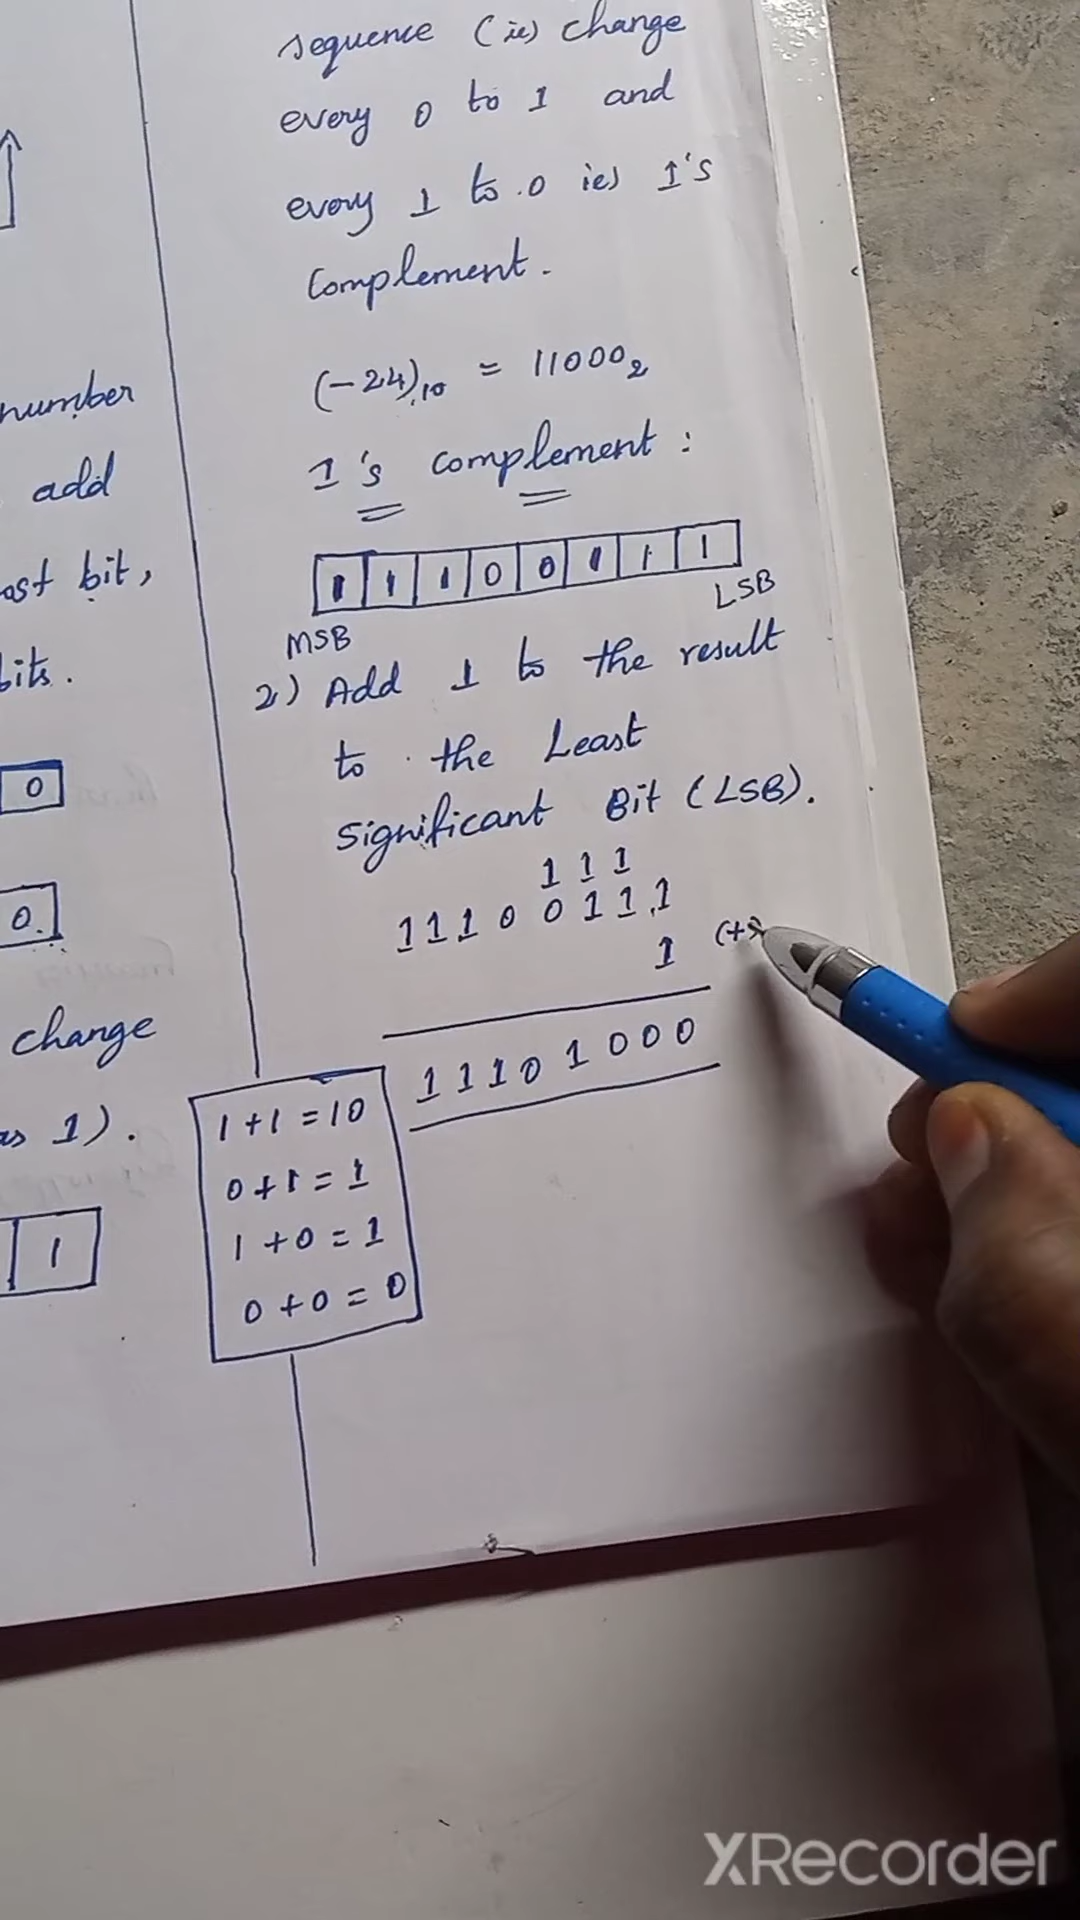 sequence (ie) change
every 0 to 1 and
every 1 to 0 ie) 1's
complement.
(-24)10 = 110002
1's complement:
1 1 1 0 0 1 1 1
MSB LSB
2) Add 1 to the result
to the Least
Significant Bit (LSB).
1 1 1
1 1 1 0 0 1 1 1
1 (+)
1 1 1 0 1 0 0 0
1+1=10
0+1=1
1+0=1
0+0=0
number
add
bit,
bits.
0
0
change
as 1).
1
XRecorder